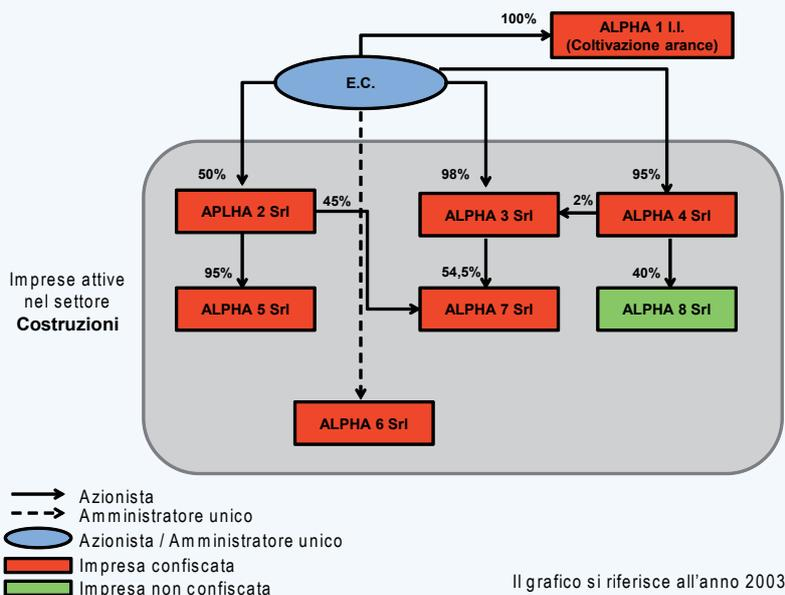 100%
ALPHA 1 I.I.
(Coltivazione arance)
E.C.
50%
98%
95%
APLHA 2 Srl
45%
ALPHA 3 Srl
2%
ALPHA 4 Srl
95%
54,5%
40%
ALPHA 5 Srl
ALPHA 7 Srl
ALPHA 8 Srl
Imprese attive
nel settore
Costruzioni
ALPHA 6 Srl
Azionista
Amministratore unico
Azionista / Amministratore unico
Impresa confiscata
Impresa non confiscata
Il grafico si riferisce all’anno 2003